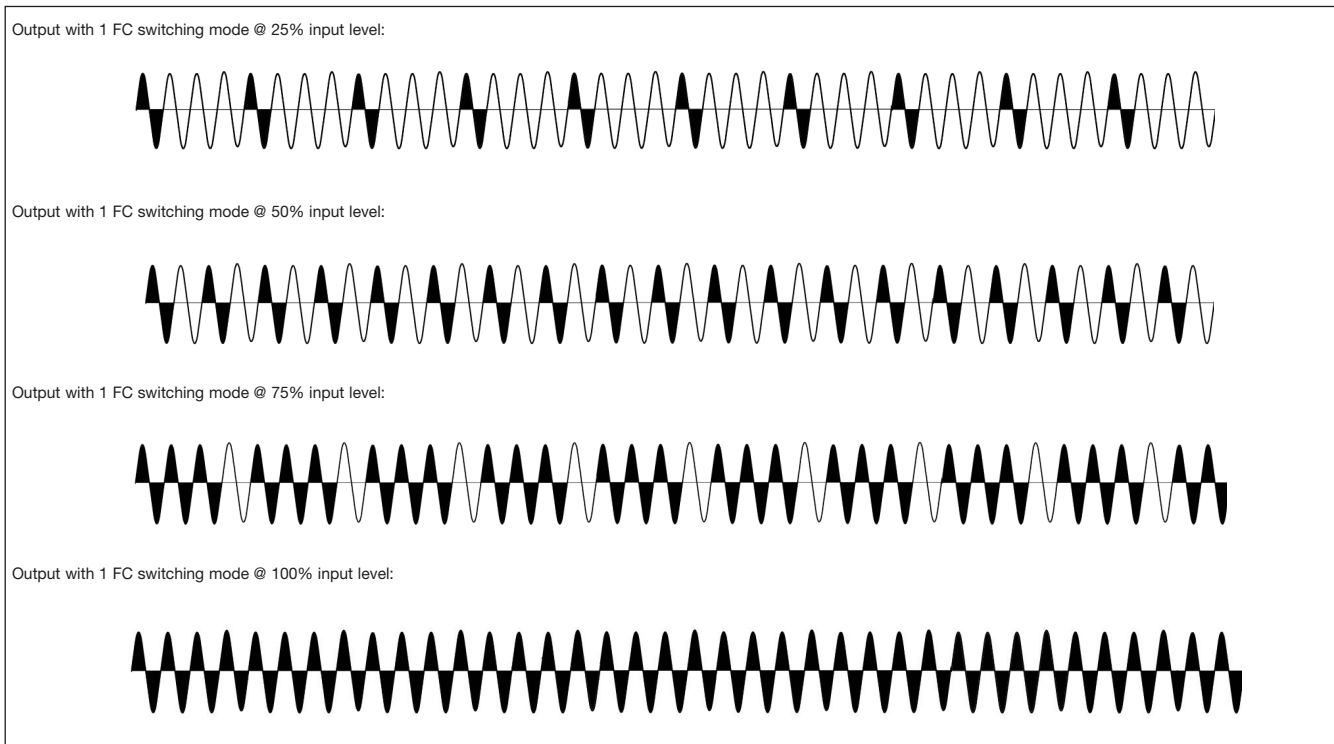 Output with 1 FC switching mode @ 25% input level:
Output with 1 FC switching mode @ 50% input level:
Output with 1 FC switching mode @ 75% input level:
Output with 1 FC switching mode @ 100% input level: